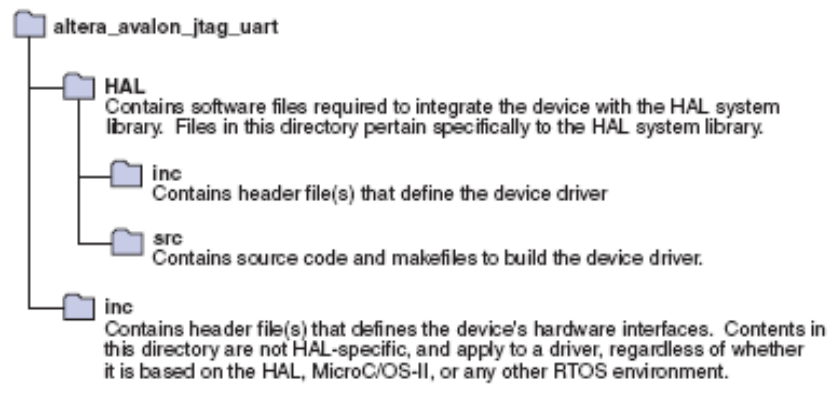 altera_avalon_jtag_uart
HAL
Contains software files required to integrate the device with the HAL system
library. Files in this directory pertain specifically to the HAL system library.
inc
Contains header file(s) that define the device driver
src
Contains source code and makefiles to build the device driver.
inc
Contains header file(s) that defines the device's hardware interfaces. Contents in
this directory are not HAL-specific, and apply to a driver, regardless of whether
it is based on the HAL, MicroC/OS-II, or any other RTOS environment.